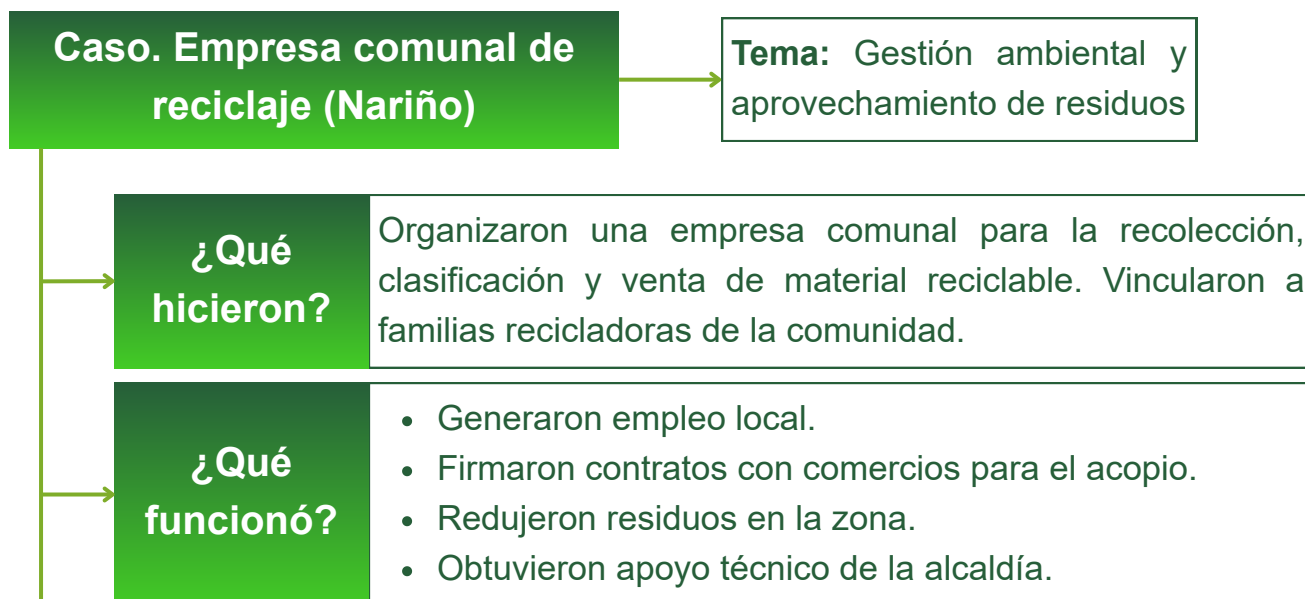 Caso. Empresa comunal de
reciclaje (Nariño)
Tema: Gestión ambiental y
aprovechamiento de residuos
¿Qué
hicieron?
Organizaron una empresa comunal para la recolección,
clasificación y venta de material reciclable. Vincularon a
familias recicladoras de la comunidad.
¿Qué
funcionó?
• Generaron empleo local.
• Firmaron contratos con comercios para el acopio.
• Redujeron residuos en la zona.
• Obtuvieron apoyo técnico de la alcaldía.